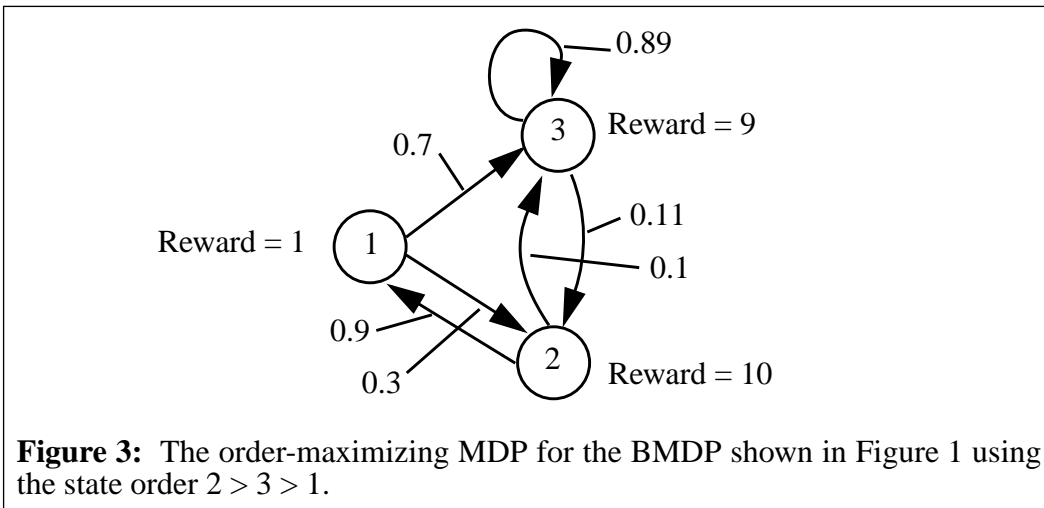 0.89
3
Reward = 9
0.7
0.11
Reward = 1
1
0.1
0.9
0.3
2
Reward = 10
Figure 3: The order-maximizing MDP for the BMDP shown in Figure 1 using
the state order 2 > 3 > 1.